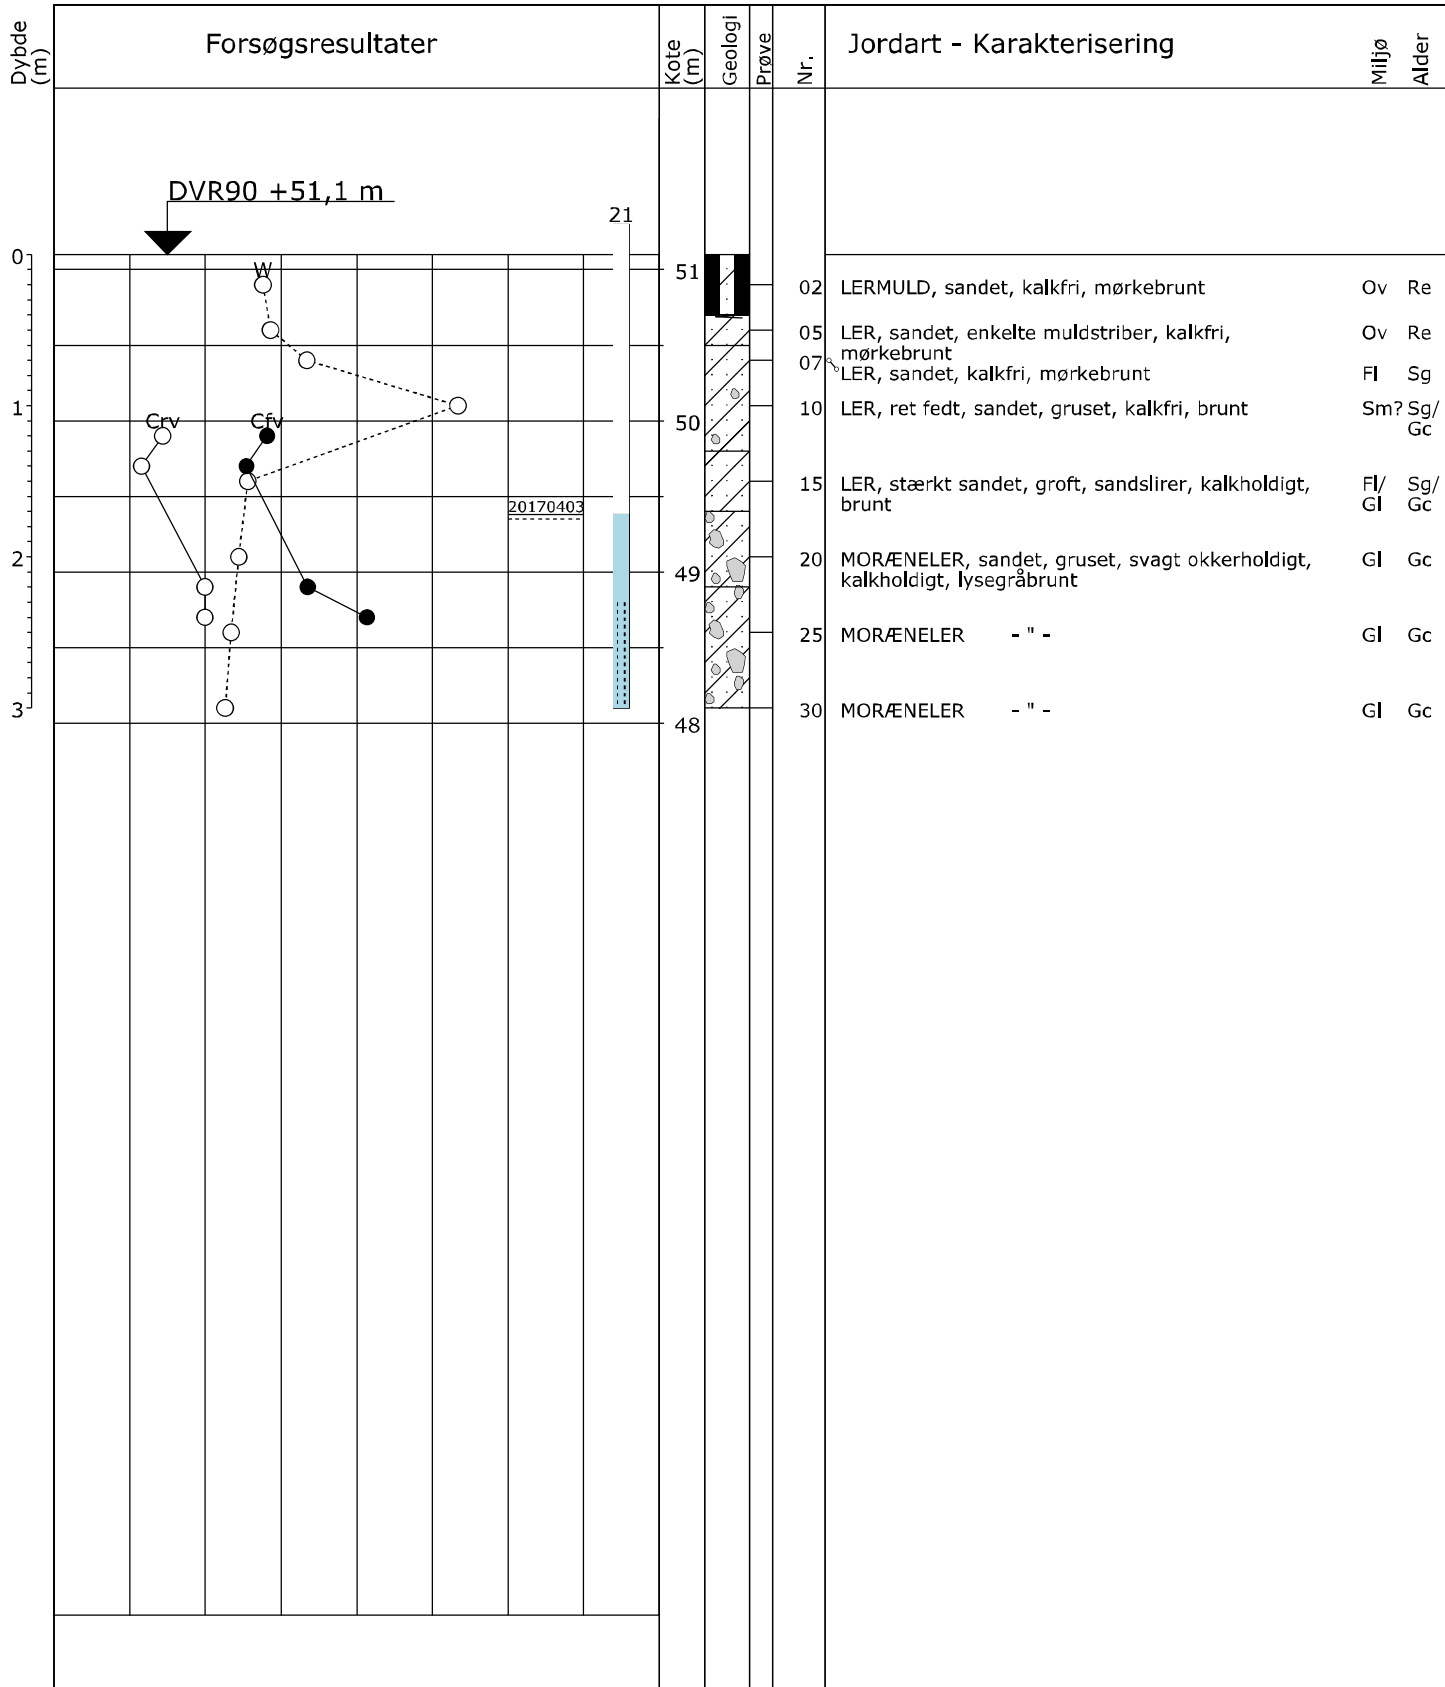 Dybde
(m)
Forsøgsresultater
Kote
(m)
Geologi
Prøve
Nr.
Jordart - Karakterisering
Miljø
Alder
DVR90 +51,1 m
21
0
W
51
02 LERMULD, sandet, kalkfri, mørkebrunt Ov Re
05 LER, sandet, enkelte muldstriber, kalkfri, Ov Re
mørkebrunt
07 LER, sandet, kalkfri, mørkebrunt Fl Sg
1
Crv
Cfv
50
10 LER, ret fedt, sandet, gruset, kalkfri, brunt Sm? Sg/
Gc
15 LER, stærkt sandet, groft, sandslirer, kalkholdigt, Fl/ Sg/
brunt Gl Gc
20170403
2
49
20 MORÆNELER, sandet, gruset, svagt okkerholdigt, Gl Gc
kalkholdigt, lysegråbrunt
25 MORÆNELER - " - Gl Gc
3
48
30 MORÆNELER - " - Gl Gc